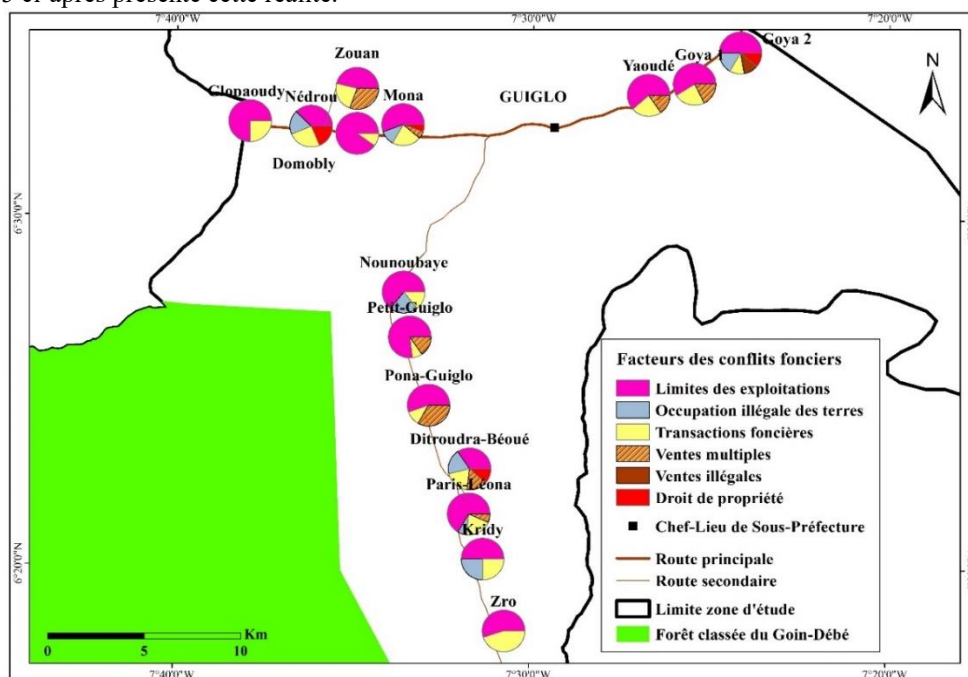 5 ci-après présente cette réalité.
7°40'0"W
7°30'0"W
7°20'0"W
Zouan
Goya 2
Goya 1
Yaoudé
GUIGLO
N
Clopaoudy
Nédrou
Mona
Domobly
6°30'0"N
Nounoubaye
Petit-Guiglo
Pona-Guiglo
Ditroudra-Béoué
Paris-Léona
Kridy
Zro
6°20'0"N
Facteurs des conflits fonciers
Limites des exploitations
Occupation illégale des terres
Transactions foncières
Ventes multiples
Ventes illégales
Droit de propriété
Chef-Lieu de Sous-Préfecture
Route principale
Route secondaire
Limite zone d'étude
Forêt classée du Goin-Débé
Km
0 5 10
7°40'0"W
7°30'0"W
7°20'0"W